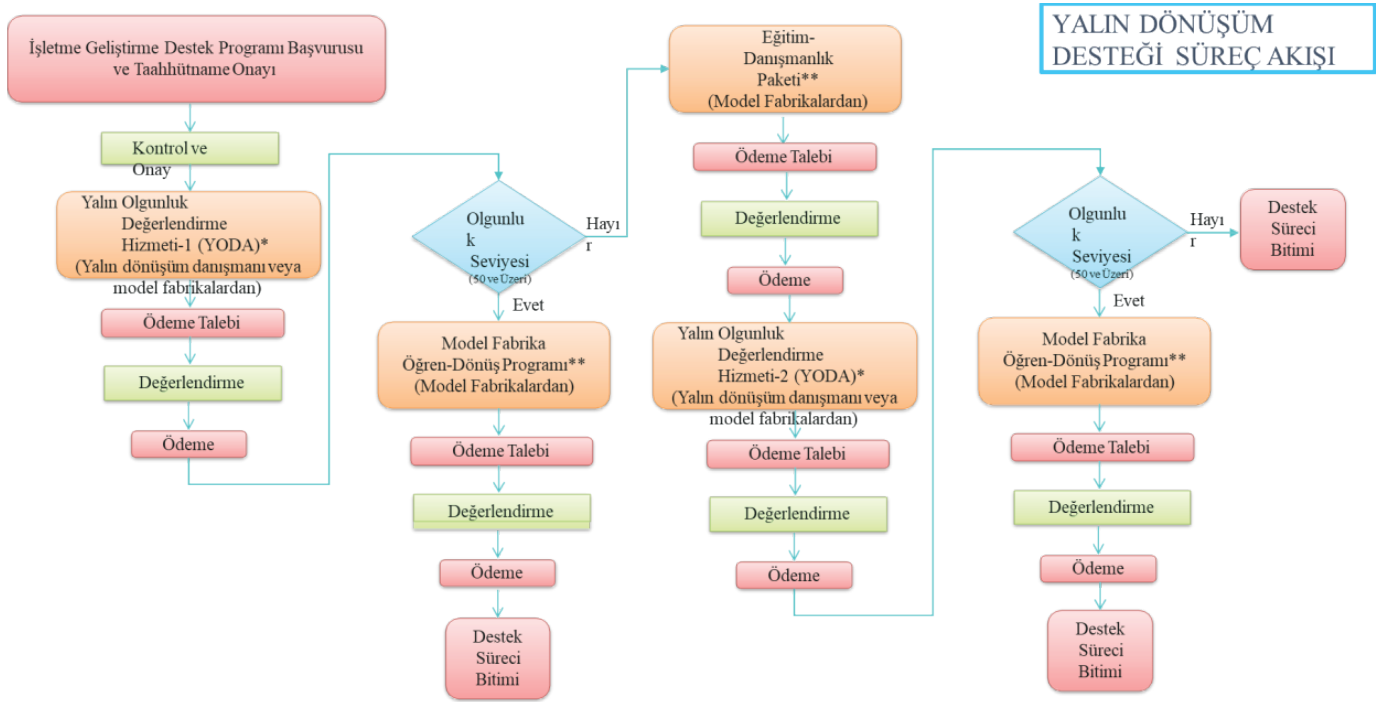 YALIN DÖNÜŞÜM
DESTEĞİ SÜREÇ AKIŞI
İşletme Geliştirme Destek Programı Başvurusu
ve Taahhütname Onayı
Kontrol ve
Onay
Yalın Olgunluk
Değerlendirme
Hizmeti-1 (YODA)*
(Yalın dönüşüm danışmanı veya
model fabrikalardan)
Ödeme Talebi
Değerlendirme
Ödeme
Olgunlu
k
Seviyesi
(50 ve Üzeri)
Hayı
r
Evet
Model Fabrika
Öğren-Dönüş Programı**
(Model Fabrikalardan)
Ödeme Talebi
Değerlendirme
Ödeme
Destek
Süreci
Bitimi
Eğitim-
Danışmanlık
Paketi**
(Model Fabrikalardan)
Ödeme Talebi
Değerlendirme
Ödeme
Yalın Olgunluk
Değerlendirme
Hizmeti-2 (YODA)*
(Yalın dönüşüm danışmanı veya
model fabrikalardan)
Ödeme Talebi
Değerlendirme
Ödeme
Olgunlu
k
Seviyesi
(50 ve Üzeri)
Hayı
r
Destek
Süreci
Bitimi
Evet
Model Fabrika
Öğren-Dönüş Programı**
(Model Fabrikalardan)
Ödeme Talebi
Değerlendirme
Ödeme
Destek
Süreci
Bitimi